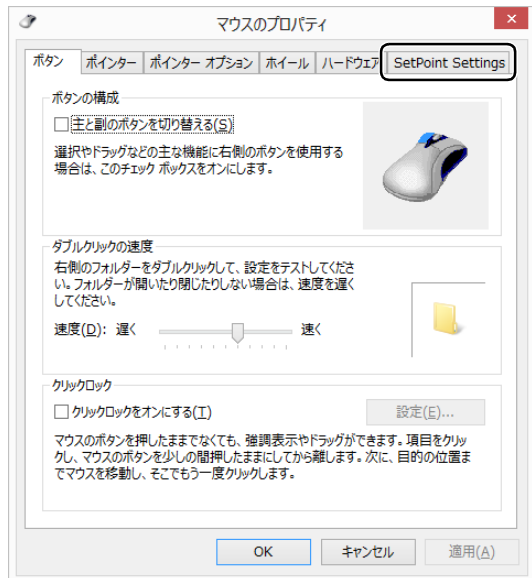 マウスのプロパティ
ボタン ポインター ポインター オプション ホイール ハードウェア SetPoint Settings
ボタンの構成
主と副のボタンを切り替える(S)
選択やドラッグなどの主な機能に右側のボタンを使用する
場合は、このチェック ボックスをオンにします。
ダブルクリックの速度
右側のフォルダーをダブルクリックして、設定をテストしてくださ
い。フォルダーが開いたり閉じたりしない場合は、速度を遅く
してください。
速度(D): 遅く 速く
クリックロック
クリックロックをオンにする(T) 設定(E)...
マウスのボタンを押したままでなくても、強調表示やドラッグができます。項目をクリッ
クし、マウスのボタンを少しの間押したままにしてから離します。次に、目的の位置ま
でマウスを移動し、そこでもう一度クリックします。
OK キャンセル 適用(A)